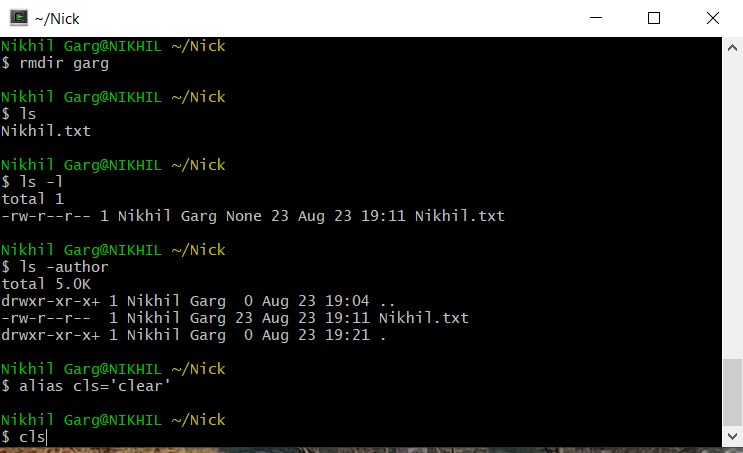 ~/Nick
Nikhil Garg@NIKHIL ~/Nick
$ rmdir garg
Nikhil Garg@NIKHIL ~/Nick
$ ls
Nikhil.txt
Nikhil Garg@NIKHIL ~/Nick
$ ls -l
total 1
-rw-r--r-- 1 Nikhil Garg None 23 Aug 23 19:11 Nikhil.txt
Nikhil Garg@NIKHIL ~/Nick
$ ls -author
total 5.0K
drwxr-xr-x+ 1 Nikhil Garg  0 Aug 23 19:04 ..
-rw-r--r--  1 Nikhil Garg 23 Aug 23 19:11 Nikhil.txt
drwxr-xr-x+ 1 Nikhil Garg  0 Aug 23 19:21 .
Nikhil Garg@NIKHIL ~/Nick
$ alias cls='clear'
Nikhil Garg@NIKHIL ~/Nick
$ cls